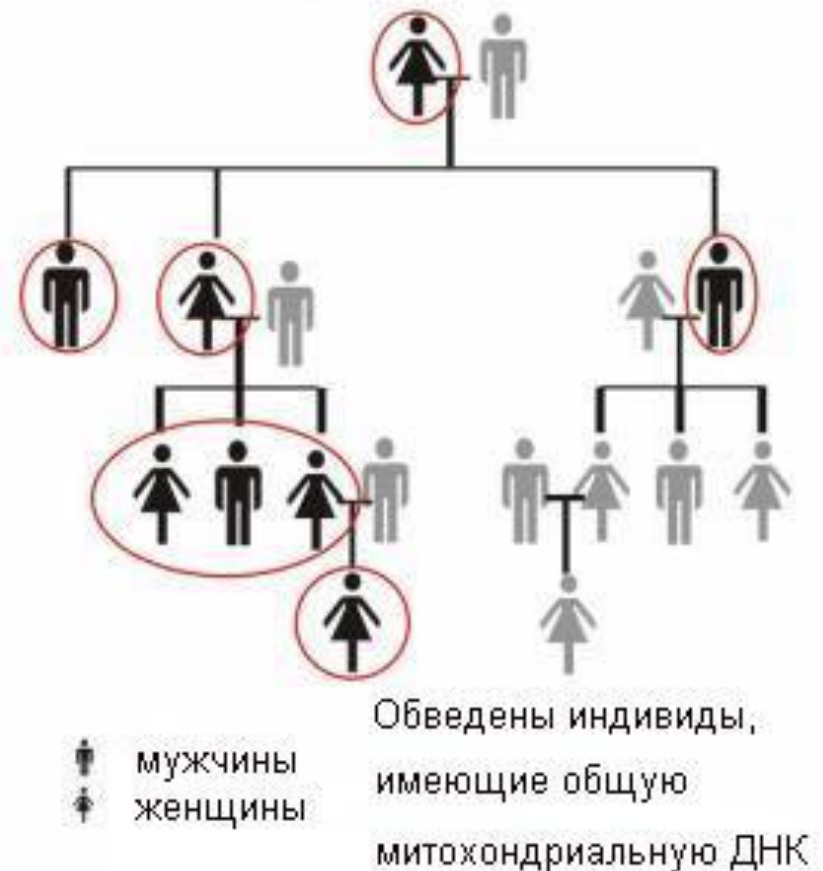 мужчины
женщины
Обведены индивиды,
имеющие общую
митохондриальную ДНК